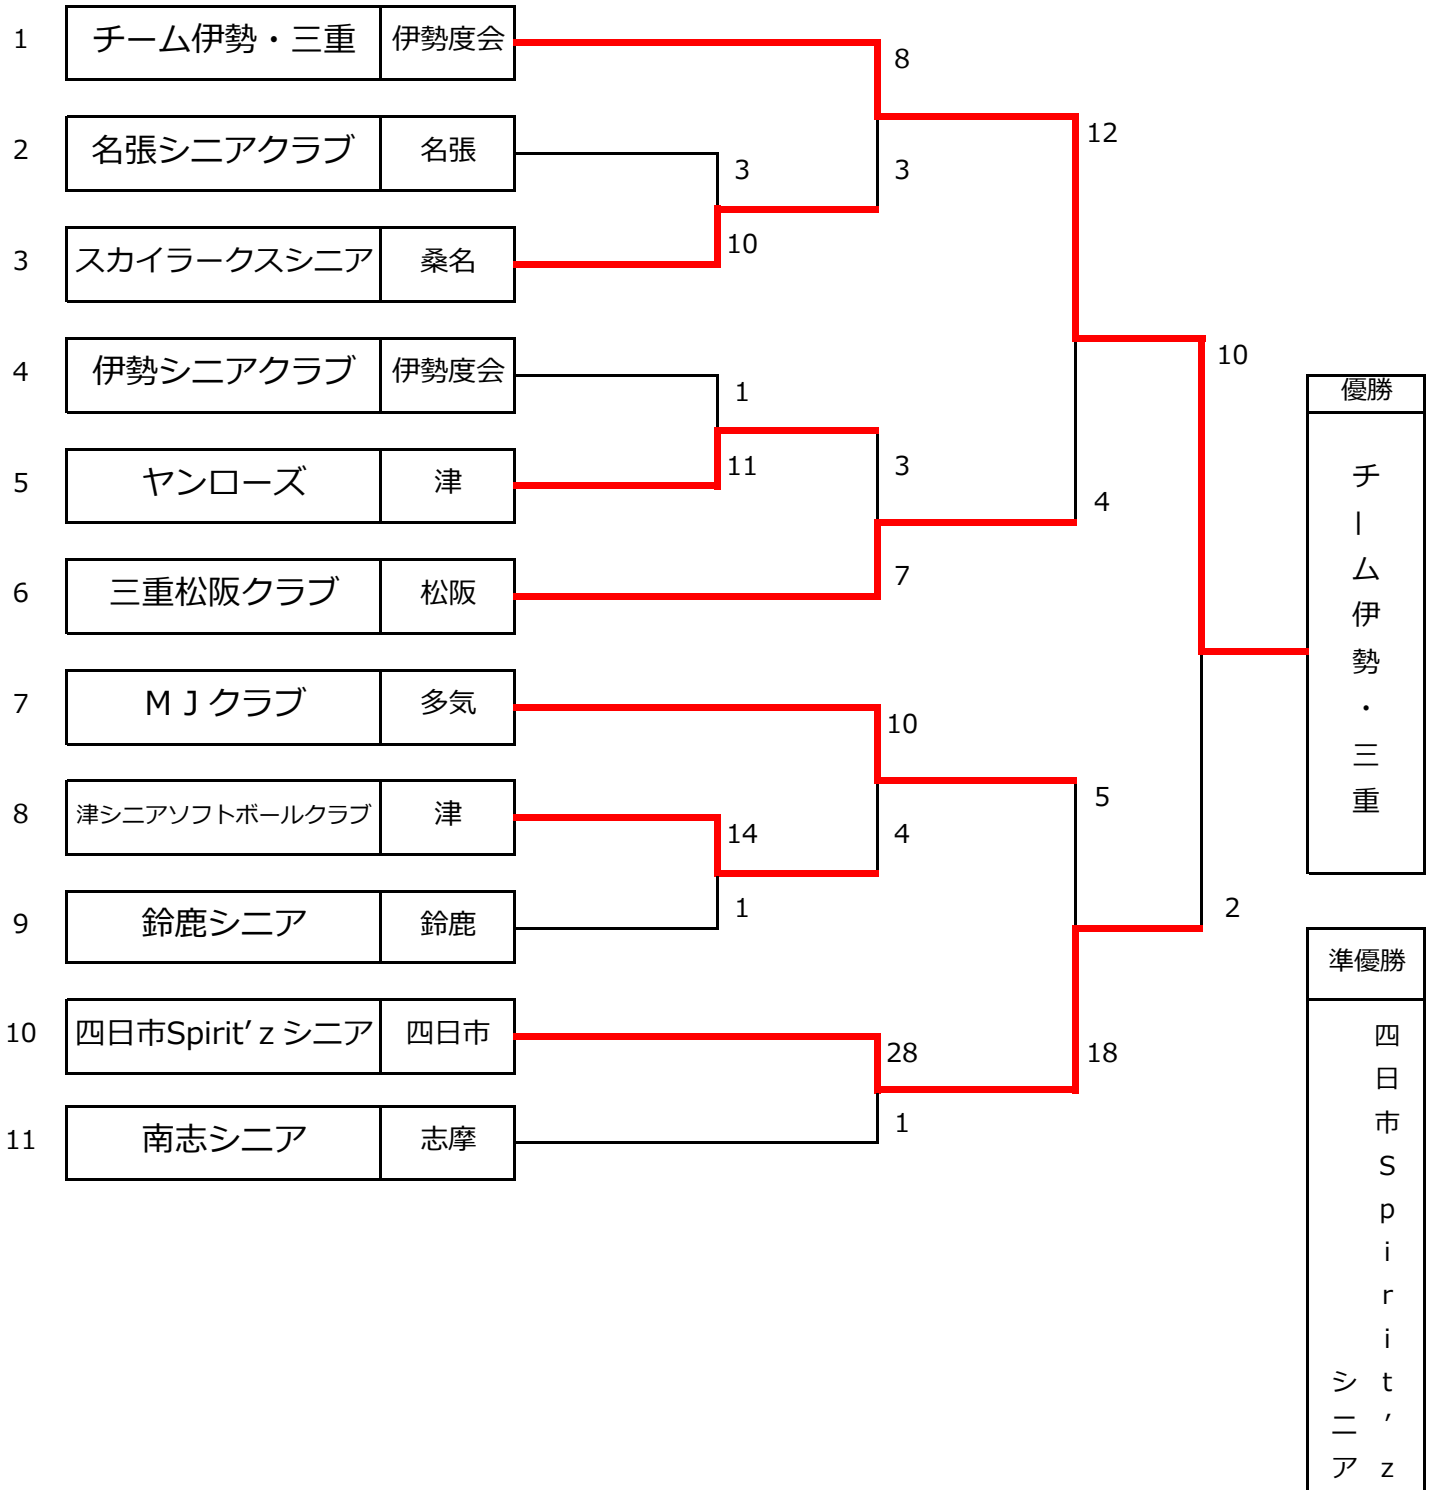 1 チーム伊勢・三重 伊勢度会
8
12
2 名張シニアクラブ 名張
3
3
10
3 スカイラークスシニア 桑名
4 伊勢シニアクラブ 伊勢度会
1
10
5 ヤンローズ 津
11
3
4
6 三重松阪クラブ 松阪
7
7 ＭＪクラブ 多気
10
5
8 津シニアソフトボールクラブ 津
14
4
9 鈴鹿シニア 鈴鹿
1
2
10 四日市Spirit’ｚシニア 四日市
28
18
11 南志シニア 志摩
1
優勝
チーム伊勢・三重
準優勝
四日市Ｓｐｉｒｉｔ’ｚ
シニア